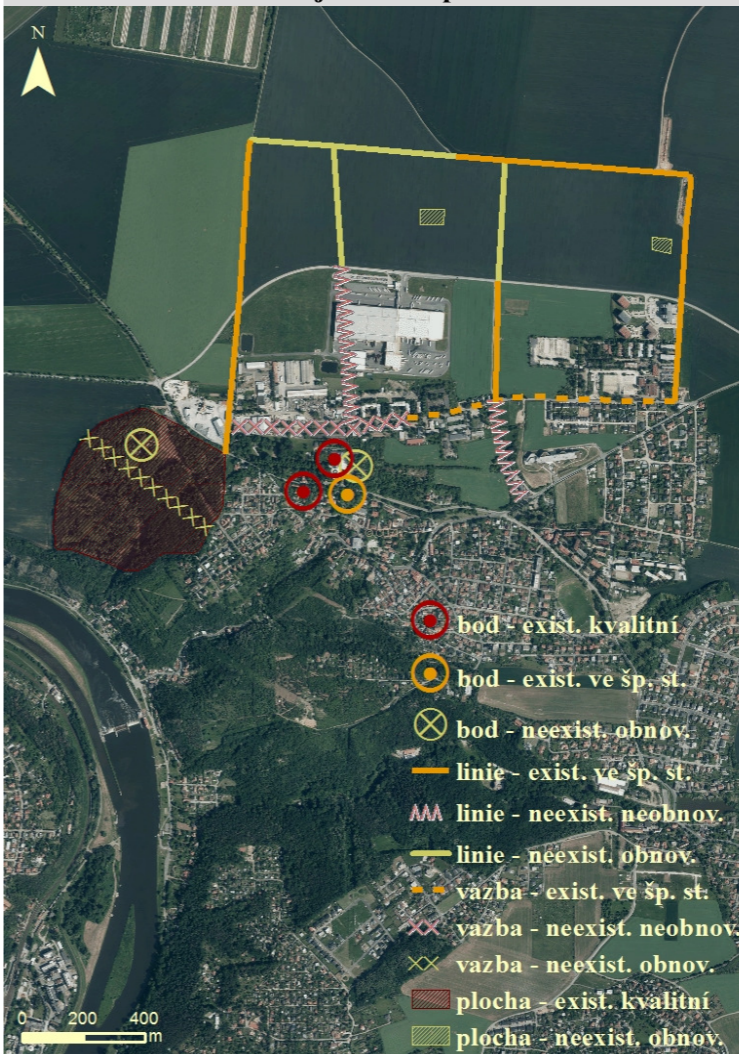 N
bod - exist. kvalitní
bod - exist. ve šp. st.
bod - neexist. obnov.
linie - exist. ve šp. st.
linie - neexist. neobnov.
linie - neexist. obnov.
vazba - exist. ve šp. st.
vazba - neexist. neobnov.
vazba - neexist. obnov.
plocha - exist. kvalitní
plocha - neexist. obnov.
0 200 400
m